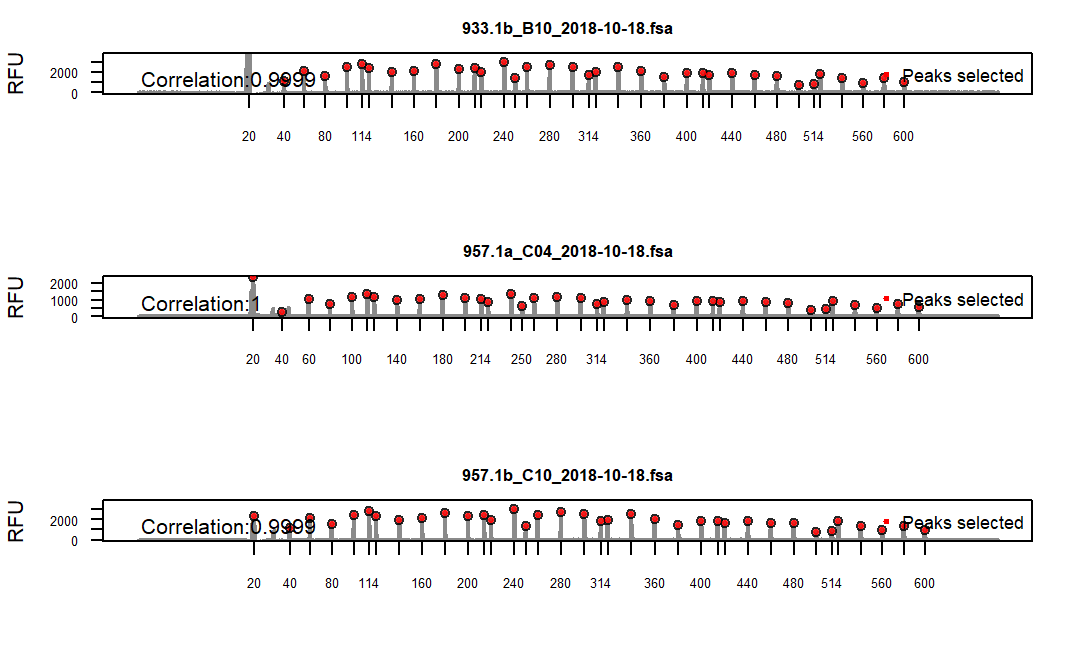 933.1b_B10_2018-10-18.fsa
RFU
2000
0
Correlation:0.9999
Peaks selected
20 40 80 114 160 200 240 280 314 360 400 440 480 514 560 600
957.1a_C04_2018-10-18.fsa
RFU
2000
1000
0
Correlation:1
Peaks selected
20 40 60 100 140 180 214 250 280 314 360 400 440 480 514 560 600
957.1b_C10_2018-10-18.fsa
RFU
2000
0
Correlation:0.9999
Peaks selected
20 40 80 114 160 200 240 280 314 360 400 440 480 514 560 600